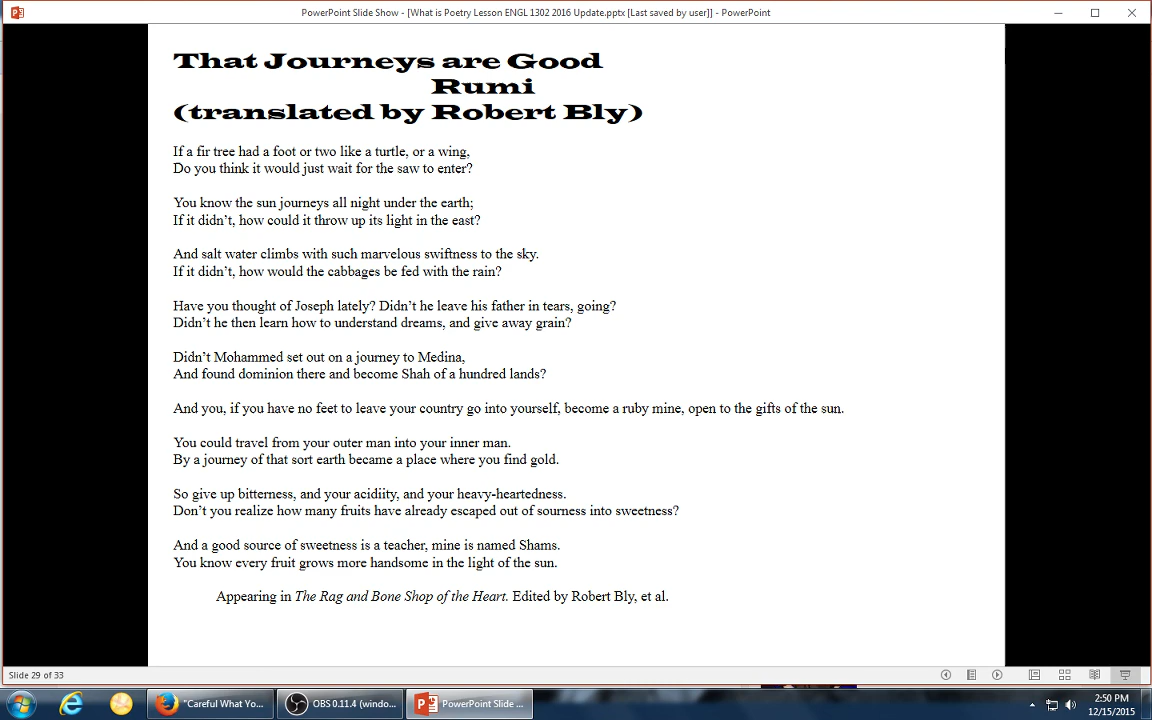 PowerPoint Slide Show - [What is Poetry Lesson ENGL 1302 2016 Update.pptx [Last saved by user]] - PowerPoint
That Journeys are Good
Rumi
(translated by Robert Bly)
If a fir tree had a foot or two like a turtle, or a wing,
Do you think it would just wait for the saw to enter?
You know the sun journeys all night under the earth;
If it didn't, how could it throw up its light in the east?
And salt water climbs with such marvelous swiftness to the sky.
If it didn't, how would the cabbages be fed with the rain?
Have you thought of Joseph lately? Didn't he leave his father in tears, going?
Didn't he then learn how to understand dreams, and give away grain?
Didn't Mohammed set out on a journey to Medina,
And found dominion there and become Shah of a hundred lands?
And you, if you have no feet to leave your country go into yourself, become a ruby mine, open to the gifts of the sun.
You could travel from your outer man into your inner man.
By a journey of that sort earth became a place where you find gold.
So give up bitterness, and your acidiity, and your heavy-heartedness.
Don't you realize how many fruits have already escaped out of sourness into sweetness?
And a good source of sweetness is a teacher, mine is named Shams.
You know every fruit grows more handsome in the light of the sun.
Appearing in The Rag and Bone Shop of the Heart. Edited by Robert Bly, et al.
Slide 29 of 33
"Careful What Yo...
OBS 0.11.4 (windo...
PowerPoint Slide ...
2:50 PM
12/15/2015